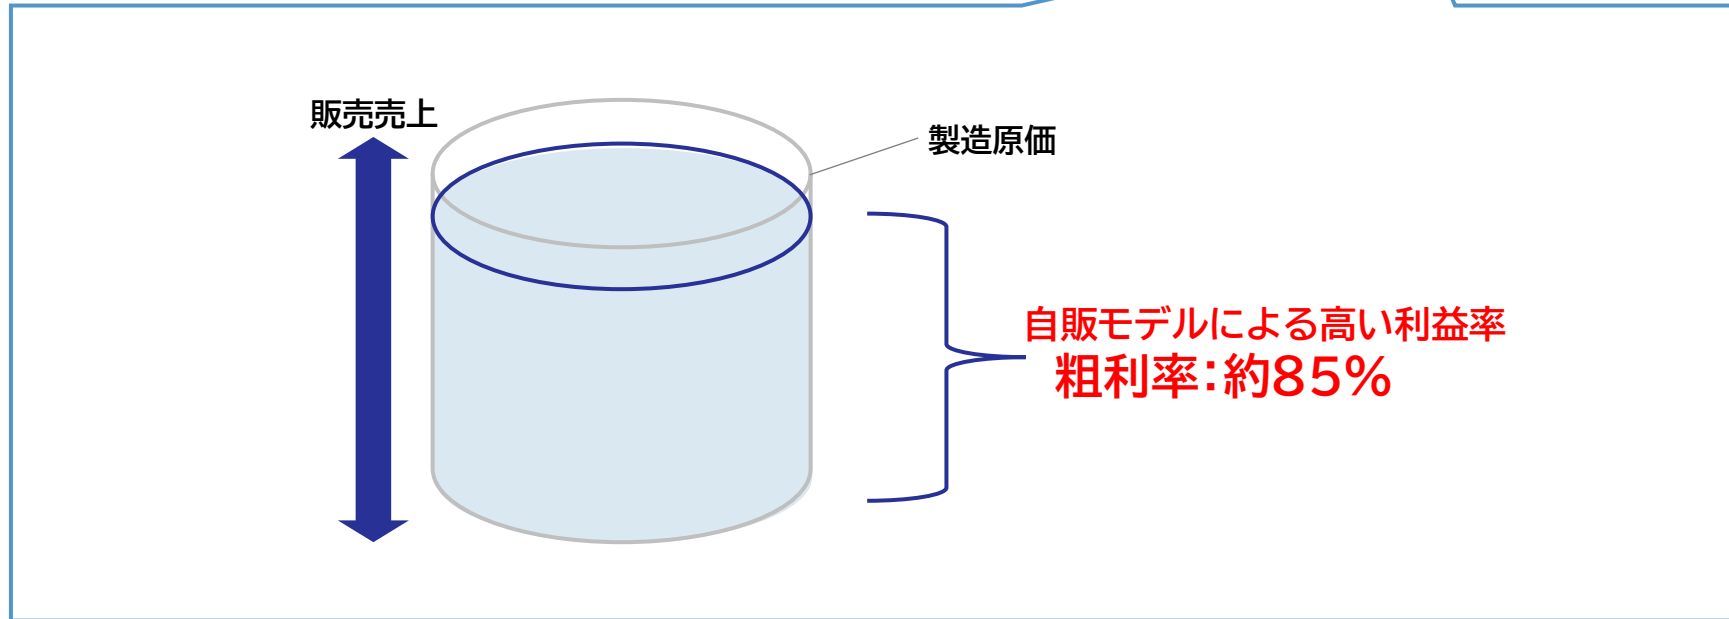 販売売上
製造原価
自販モデルによる高い利益率
粗利率：約85%